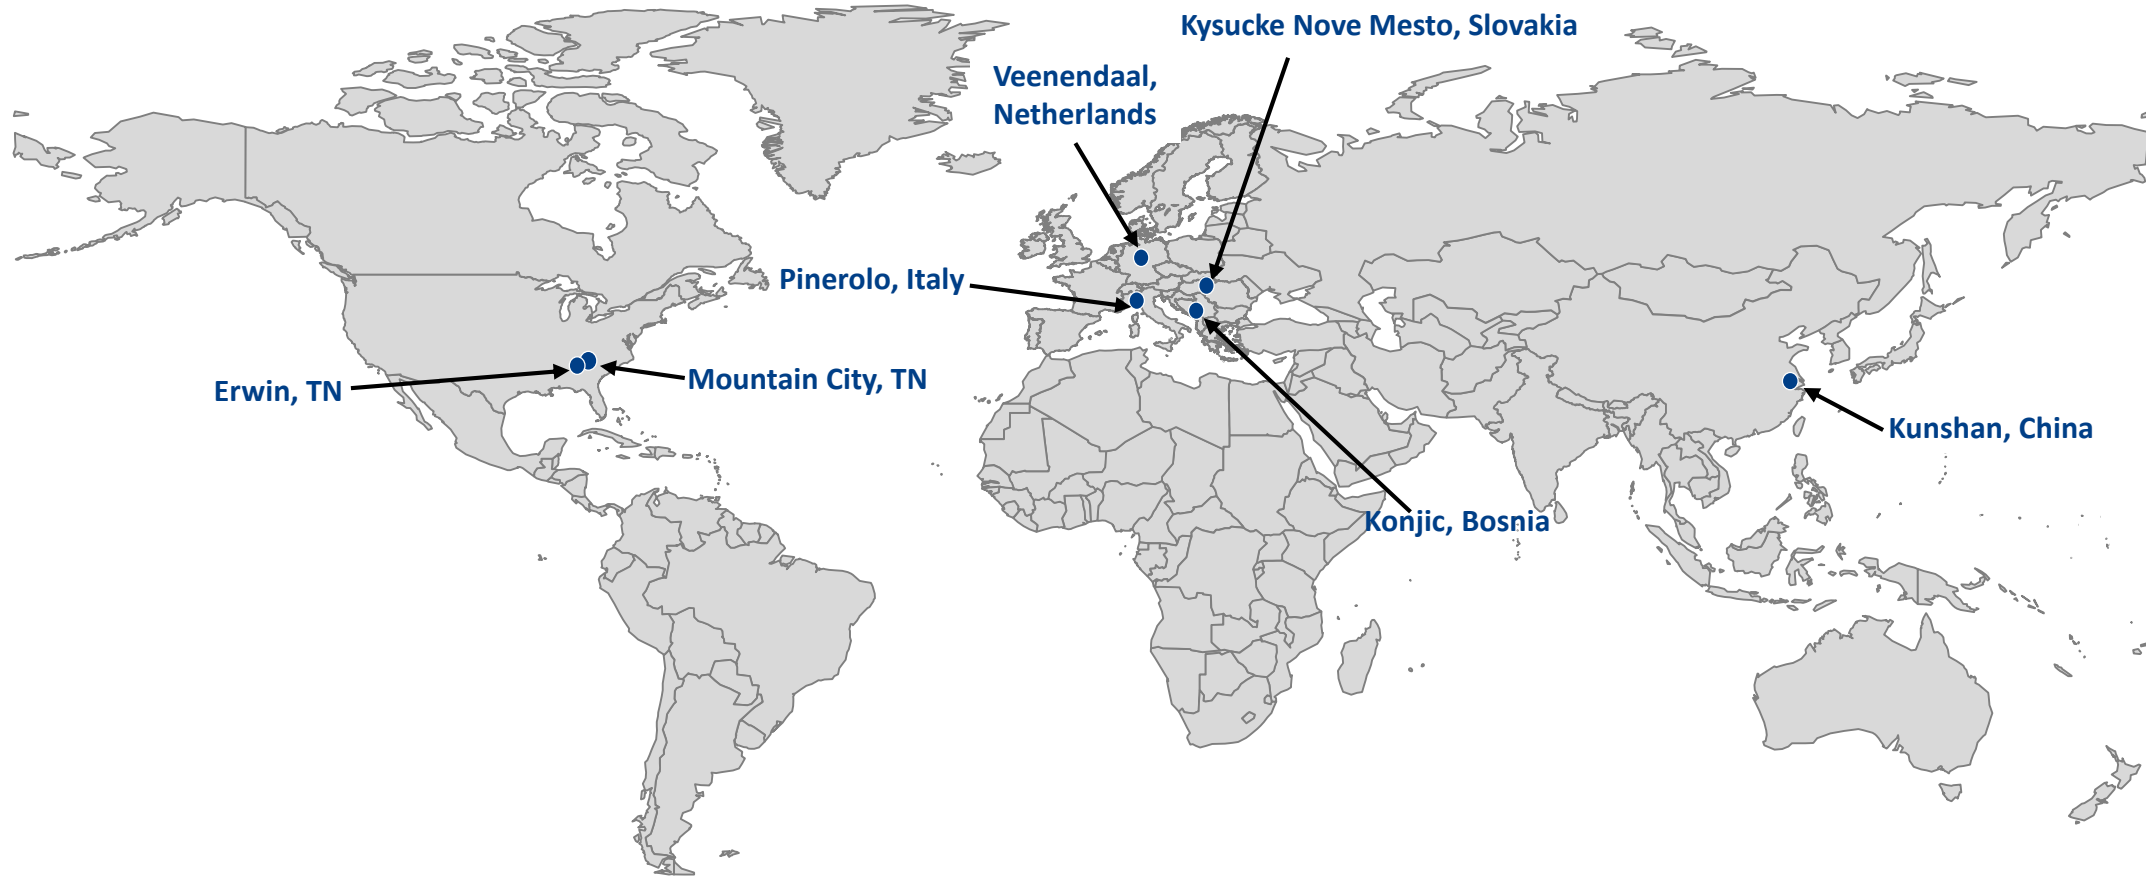 Kysucke Nove Mesto, Slovakia
Veenendaal,
Netherlands
Pinerolo, Italy
Erwin, TN
Mountain City, TN
Kunshan, China
Konjic, Bosnia